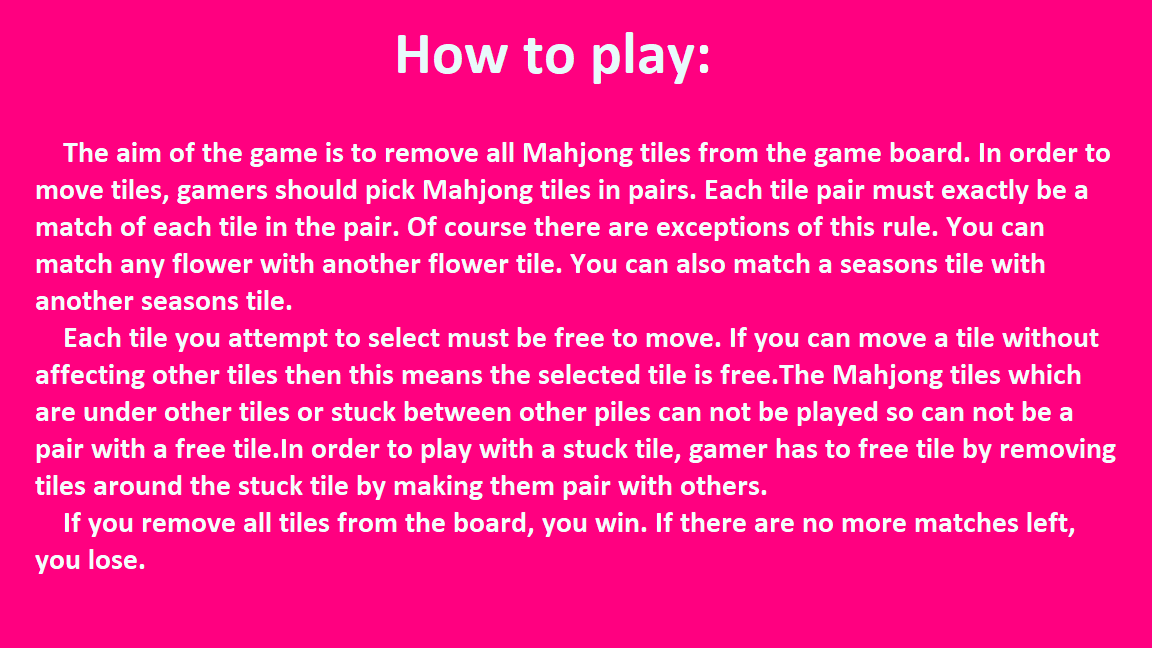 How to play:
The aim of the game is to remove all Mahjong tiles from the game board. In order to
move tiles, gamers should pick Mahjong tiles in pairs. Each tile pair must exactly be a
match of each tile in the pair. Of course there are exceptions of this rule. You can
match any flower with another flower tile. You can also match a seasons tile with
another seasons tile.
Each tile you attempt to select must be free to move. If you can move a tile without
affecting other tiles then this means the selected tile is free.The Mahjong tiles which
are under other tiles or stuck between other piles can not be played so can not be a
pair with a free tile.In order to play with a stuck tile, gamer has to free tile by removing
tiles around the stuck tile by making them pair with others.
If you remove all tiles from the board, you win. If there are no more matches left,
you lose.